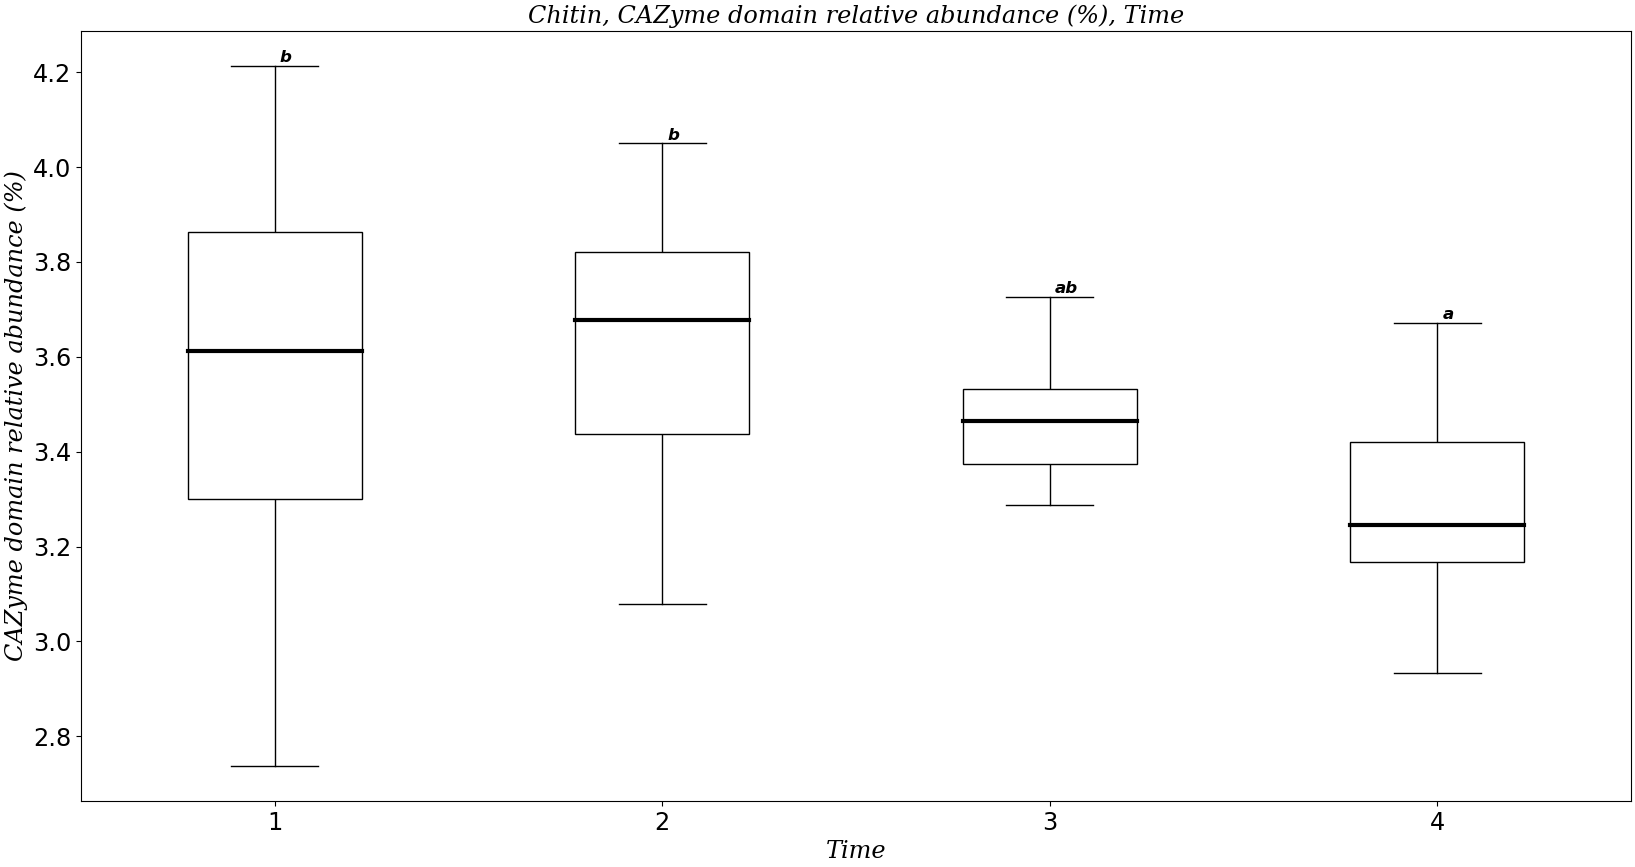 Chitin, CAZyme domain relative abundance (%), Time
CAZyme domain relative abundance (%)
4.2
4.0
3.8
3.6
3.4
3.2
3.0
2.8
b
b
ab
a
1 2 3 4
Time